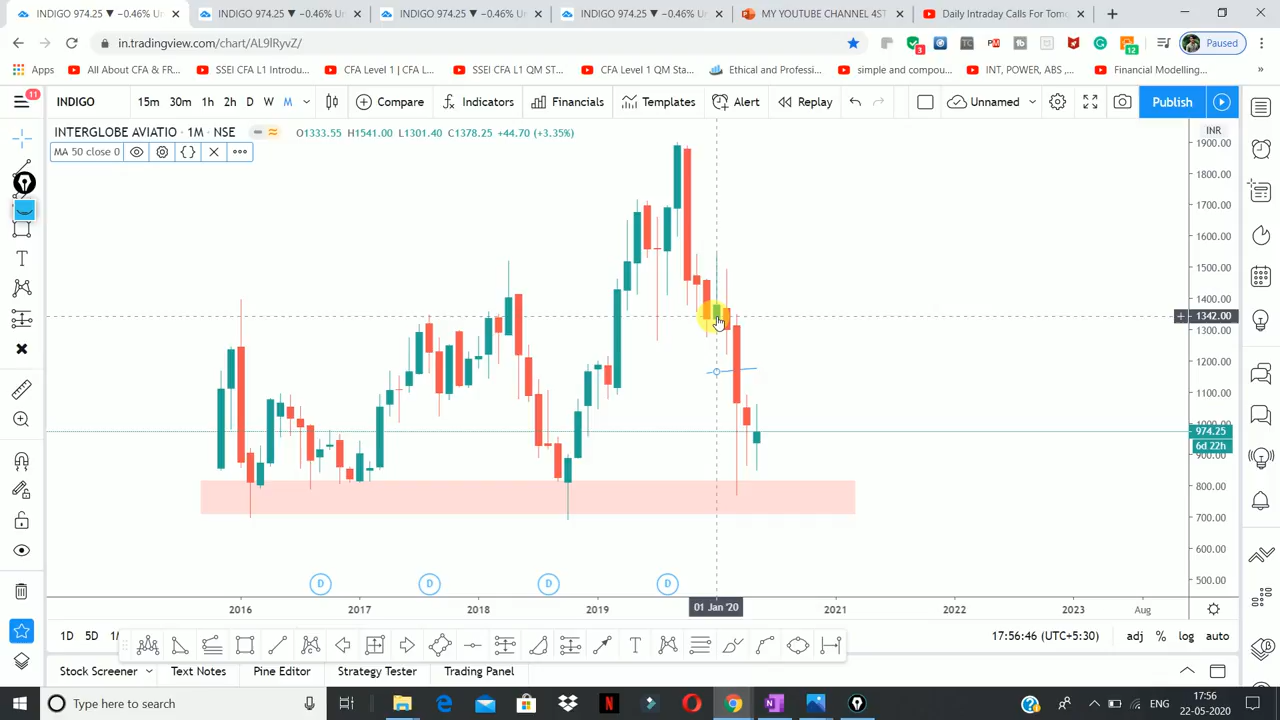 INDIGO 974.25 ▼ −0.46% Un
INDIGO 974.25 ▼ −0.46% Un
INDIGO 974.25 ▼ −0.46% Un
INDIGO 974.25 ▼ −0.46% Un
MY YOUTUBE CHANNEL 4ST
Daily Intraday Calls For Tom
in.tradingview.com/chart/AL9lRyvZ/
3
12
Paused
Apps
All About CFA & FR...
SSEI CFA L1 Introdu...
CFA Level 1 | CFA L...
SSEI CFA L1 QM ST...
CFA Level 1 QM Sta...
Ethical and Professi...
simple and compou...
INT, POWER, ABS ,...
Financial Modelling...
11
INDIGO
15m 30m 1h 2h D W M
Compare
Indicators
Financials
Templates
Alert
Replay
Unnamed
Publish
INTERGLOBE AVIATIO · 1M · NSE
O1333.55 H1541.00 L1301.40 C1378.25 +44.70 (+3.35%)
INR
MA 50 close 0
1900.00
1800.00
1700.00
1600.00
1500.00
1400.00
1342.00
1300.00
1200.00
1100.00
974.25
6d 22h
800.00
700.00
600.00
500.00
D D D D
2016 2017 2018 2019 01 Jan '20 2021 2022 2023 Aug
1D 5D
17:56:46 (UTC+5:30)
adj % log auto
Stock Screener
Text Notes
Pine Editor
Strategy Tester
Trading Panel
Type here to search
ENG
17:56
22-05-2020